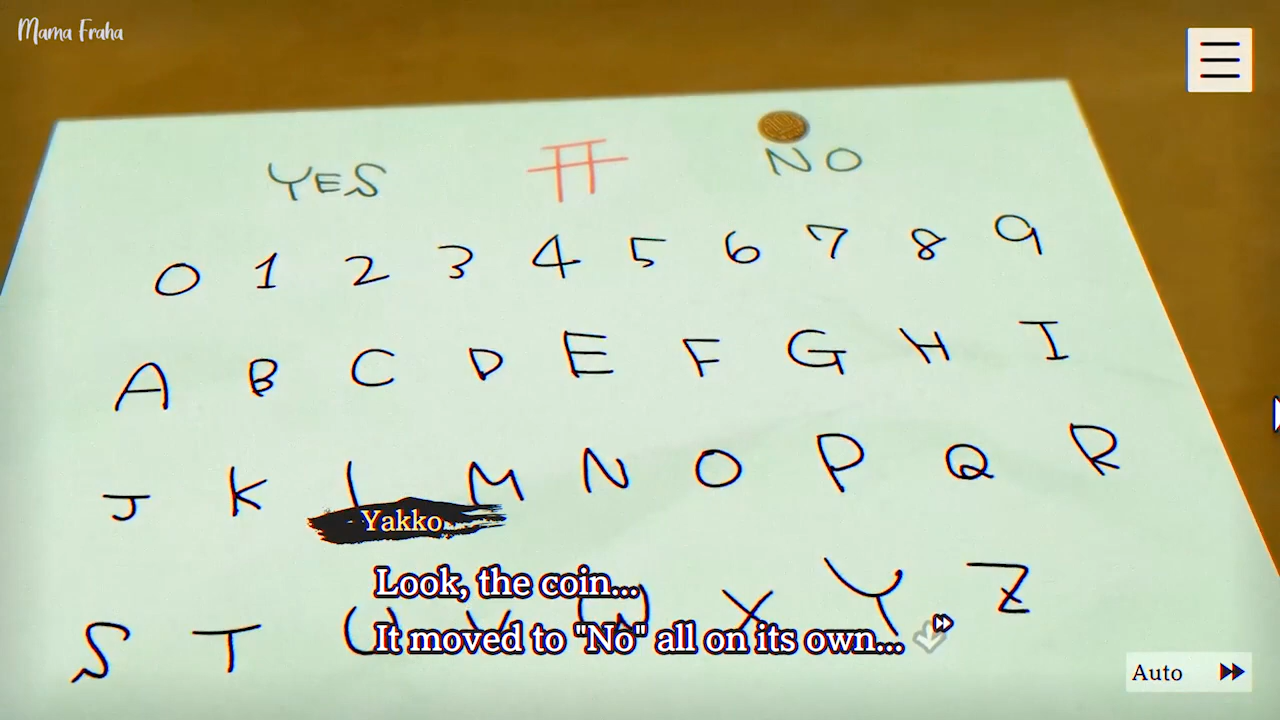 Mama Fraha
YES NO
0 1 2 3 4 5 6 7 8 9
A B C D E F G H I
J K L M N O P Q R
Yakko
Look, the coin...
S T U V W X Y Z
It moved to "No" all on its own...
Auto